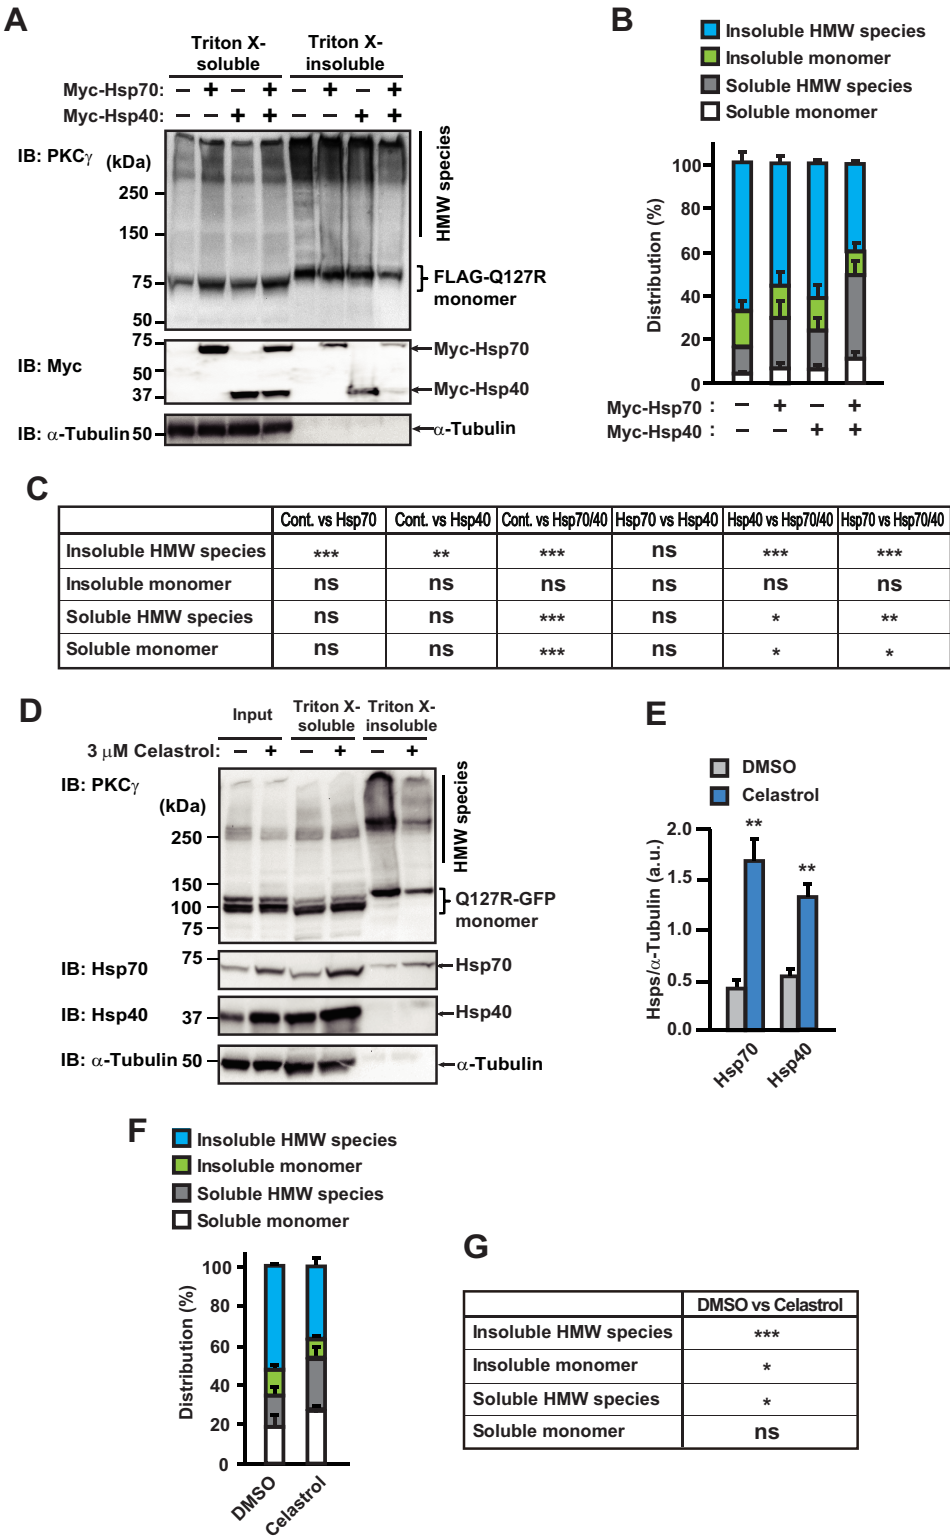 A
Triton X-soluble
Triton X-insoluble
Myc-Hsp70: – + – + – + – +
Myc-Hsp40: – – + + – – + +
IB: PKCγ (kDa)
250
150
75
50
HMW species
FLAG-Q127R monomer
IB: Myc
75
50
37
Myc-Hsp70
Myc-Hsp40
IB: α-Tubulin 50
α-Tubulin
B
Insoluble HMW species
Insoluble monomer
Soluble HMW species
Soluble monomer
Distribution (%)
100
80
60
40
20
0
Myc-Hsp70 : – + – +
Myc-Hsp40 : – – + +
C
Cont. vs Hsp70 Cont. vs Hsp40 Cont. vs Hsp70/40 Hsp70 vs Hsp40 Hsp40 vs Hsp70/40 Hsp70 vs Hsp70/40
Insoluble HMW species *** ** *** ns *** ***
Insoluble monomer ns ns ns ns ns ns
Soluble HMW species ns ns *** ns * **
Soluble monomer ns ns *** ns * *
D
Input
Triton X-soluble
Triton X-insoluble
3 μM Celastrol: – + – + – +
IB: PKCγ
(kDa)
250
150
100
75
HMW species
Q127R-GFP monomer
IB: Hsp70
75
Hsp70
IB: Hsp40 37
Hsp40
IB: α-Tubulin 50
α-Tubulin
E
DMSO
Celastrol
Hsps/α-Tubulin (a.u.)
2.0
1.5
1.0
0.5
0.0
**
**
Hsp70
Hsp40
F
Insoluble HMW species
Insoluble monomer
Soluble HMW species
Soluble monomer
Distribution (%)
100
80
60
40
20
0
DMSO
Celastrol
G
DMSO vs Celastrol
Insoluble HMW species ***
Insoluble monomer *
Soluble HMW species *
Soluble monomer ns